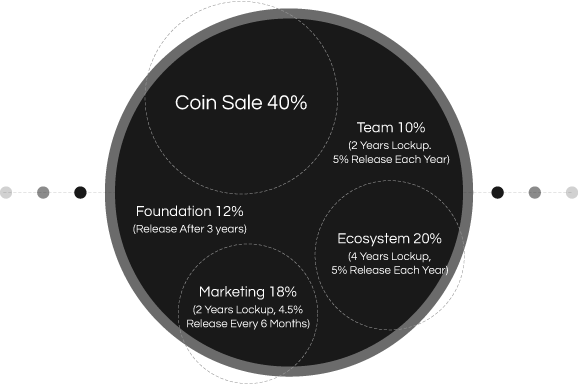 Coin Sale 40%
Team 10%
(2 Years Lockup.
5% Release Each Year)
Foundation 12%
(Release After 3 years)
Ecosystem 20%
(4 Years Lockup,
5% Release Each Year)
Marketing 18%
(2 Years Lockup, 4.5%
Release Every 6 Months)